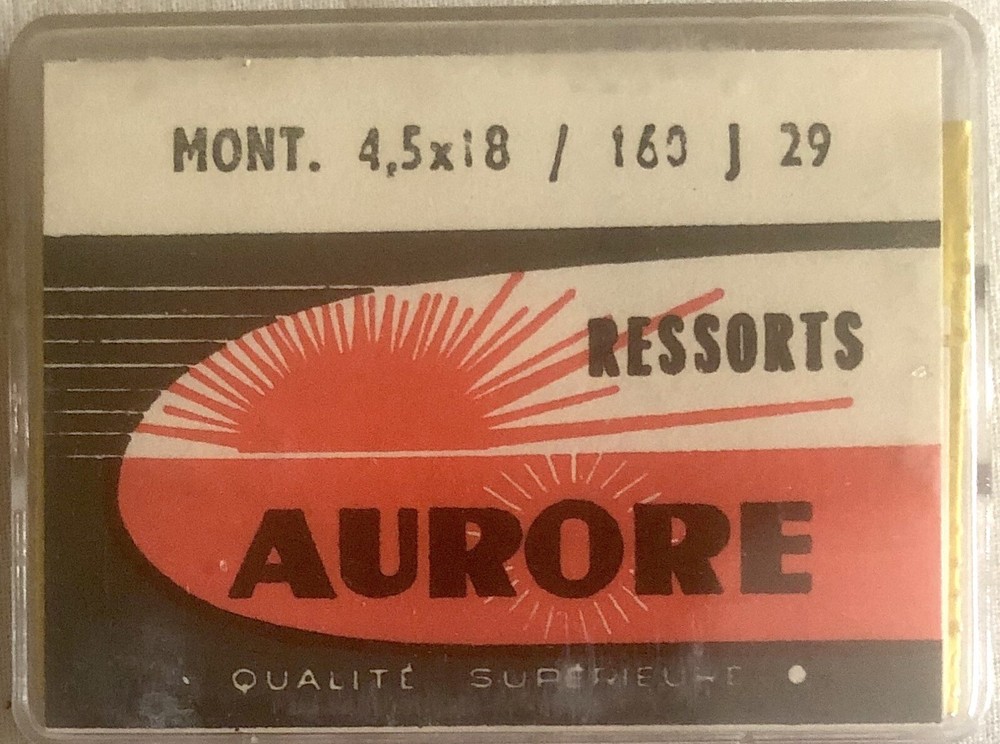 MONT. 4,5x18 / 160 J 29
RESSORTS
AURORE
QUALITÉ SUPÉRIEURE